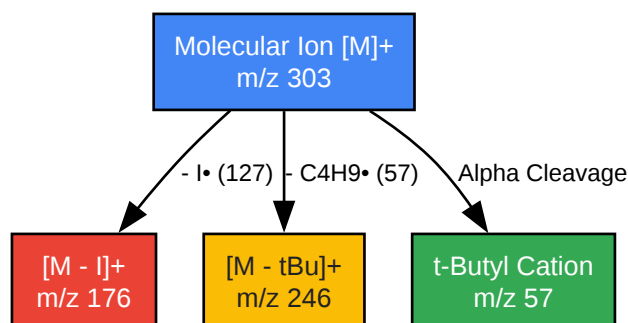 Molecular Ion [M]+
m/z 303
- I• (127)
- C4H9• (57)
Alpha Cleavage
[M - I]+
m/z 176
[M - tBu]+
m/z 246
t-Butyl Cation
m/z 57